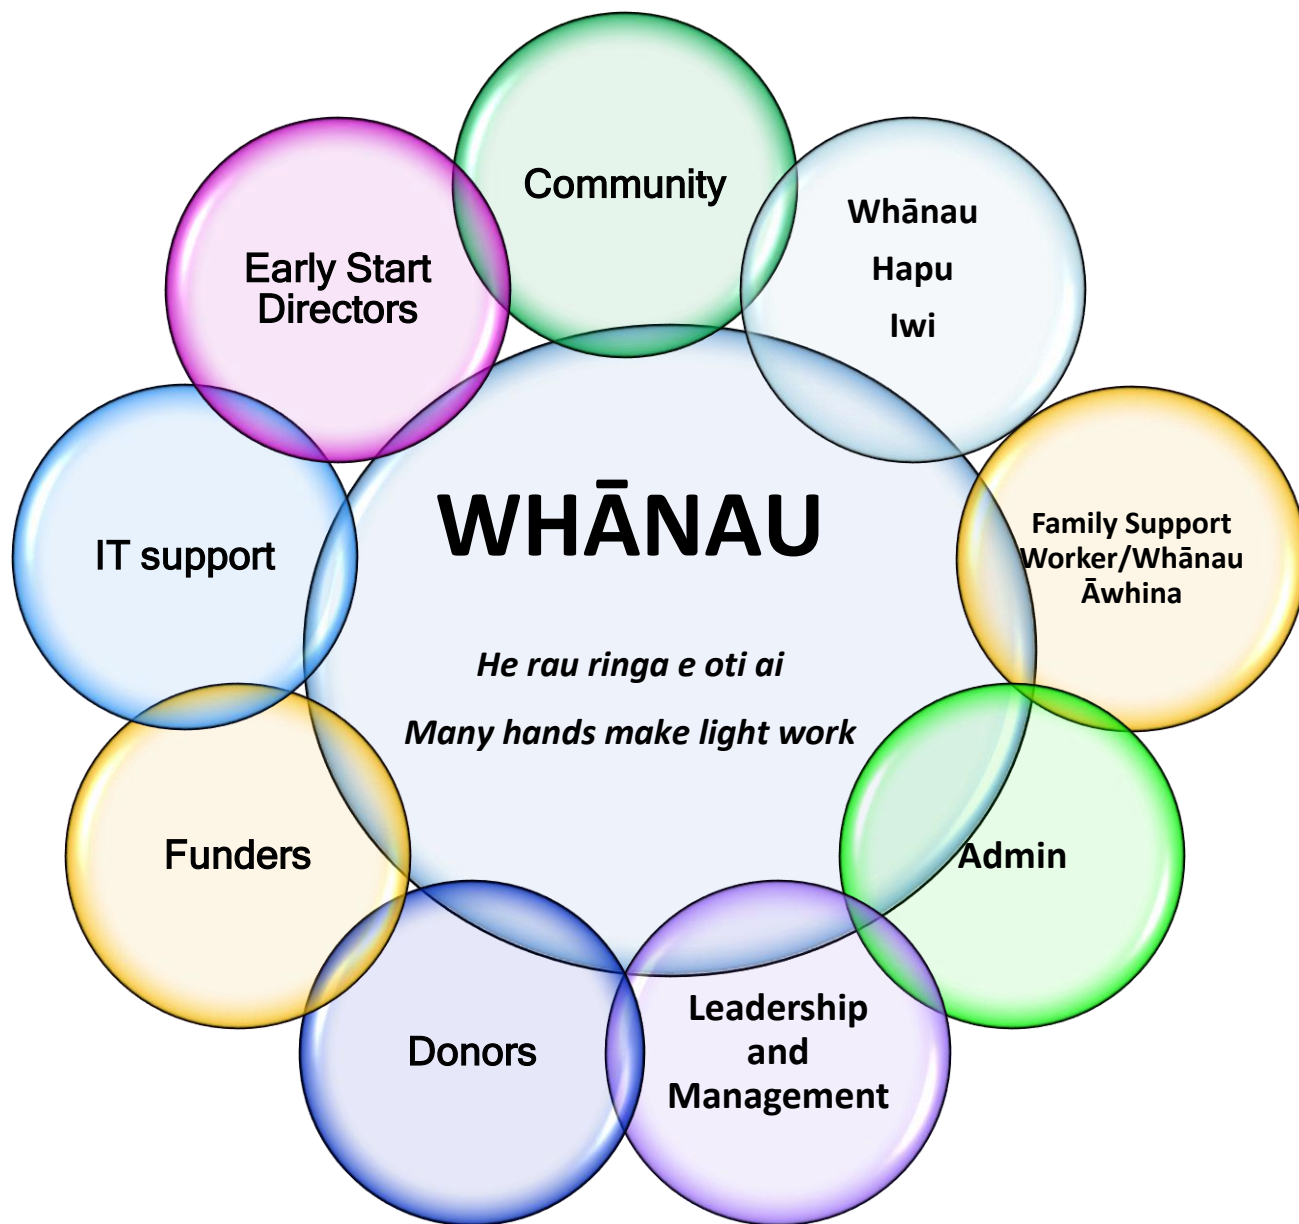 Community
Whānau
Hapu
Iwi
Early Start
Directors
Family Support
Worker/Whānau
Āwhina
WHĀNAU
IT support
He rau ringa e oti ai
Many hands make light work
Funders
Admin
Leadership
and
Management
Donors